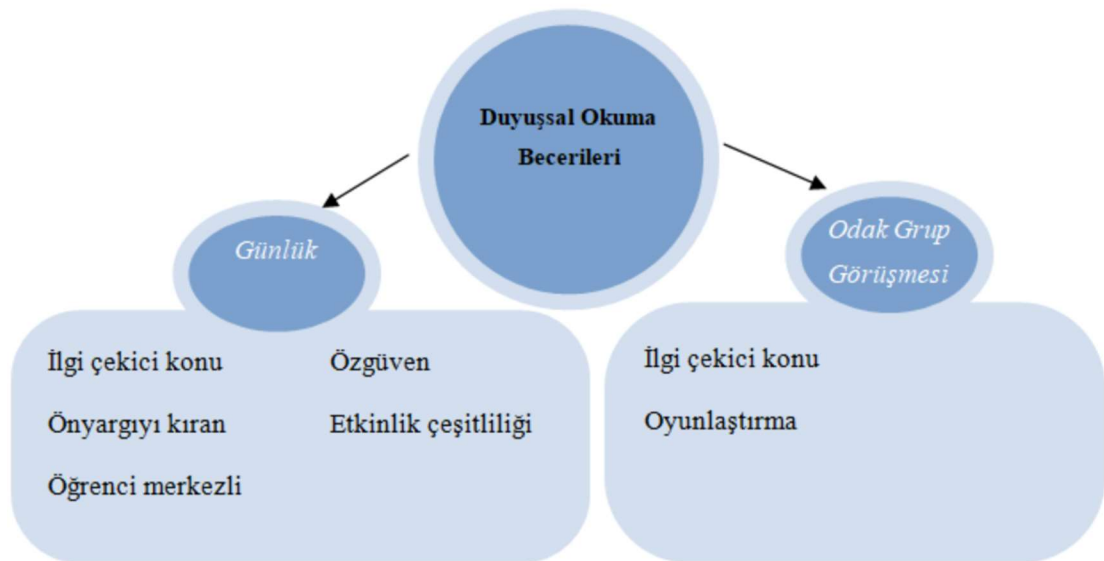 Duyuşsal Okuma
Becerileri
Günlük
İlgi çekici konu
Önyargıyı kıran
Öğrenci merkezli
Özgüven
Etkinlik çeşitliliği
Odak Grup
Görüşmesi
İlgi çekici konu
Oyunlaştırma